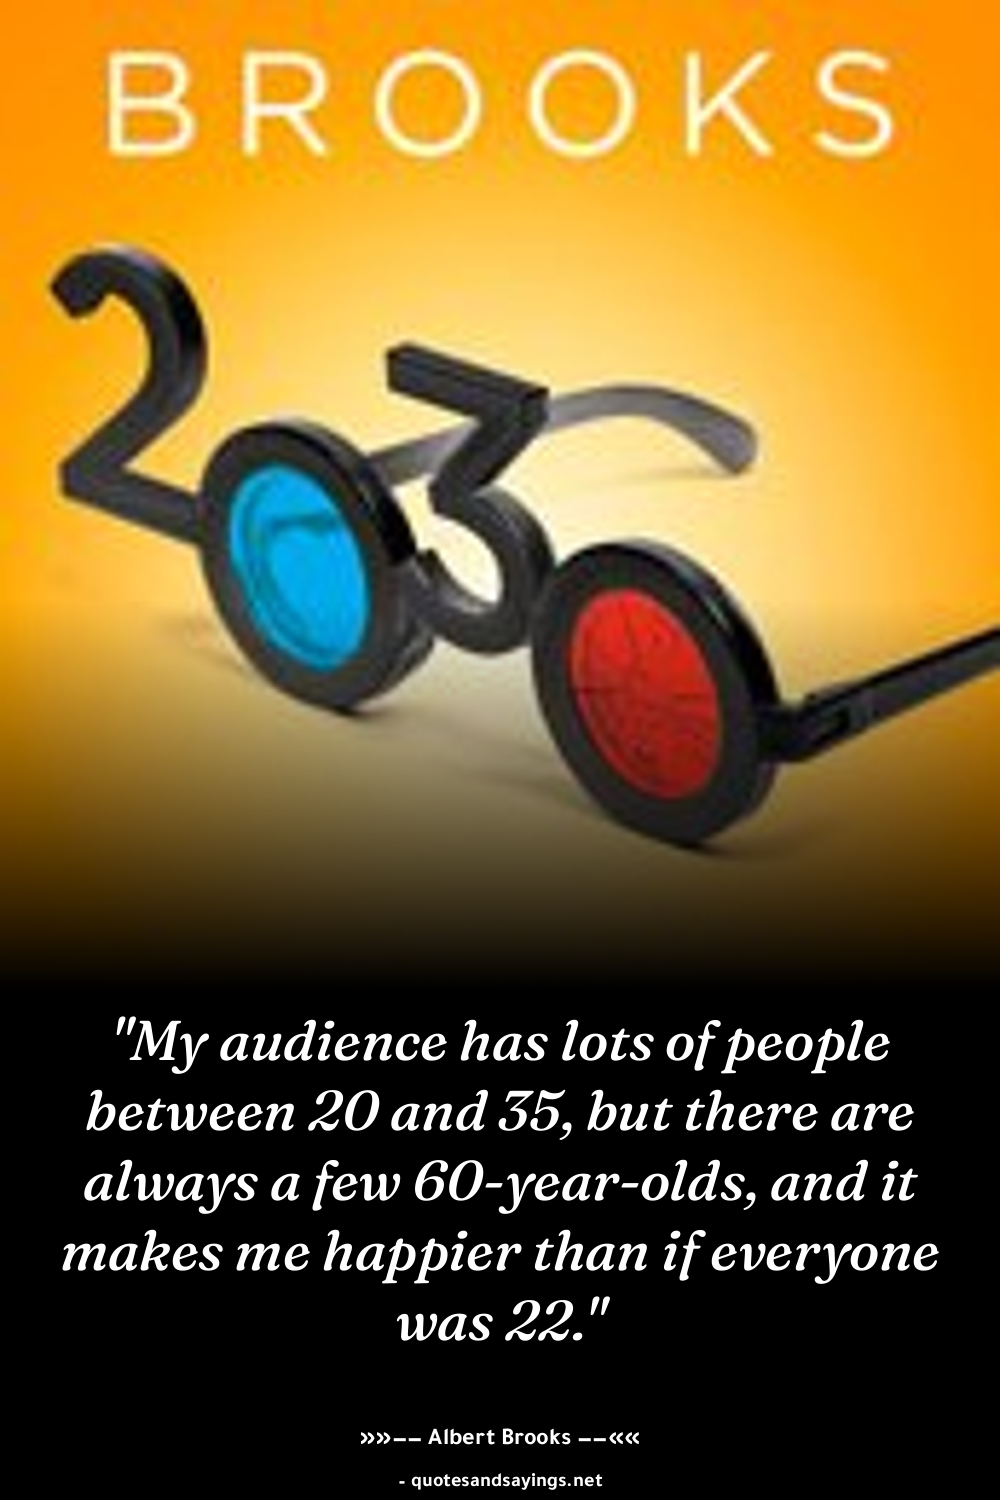 BROOKS
2030
"My audience has lots of people
between 20 and 35, but there are
always a few 60-year-olds, and it
makes me happier than if everyone
was 22."
»»–– Albert Brooks ––««
- quotesandsayings.net